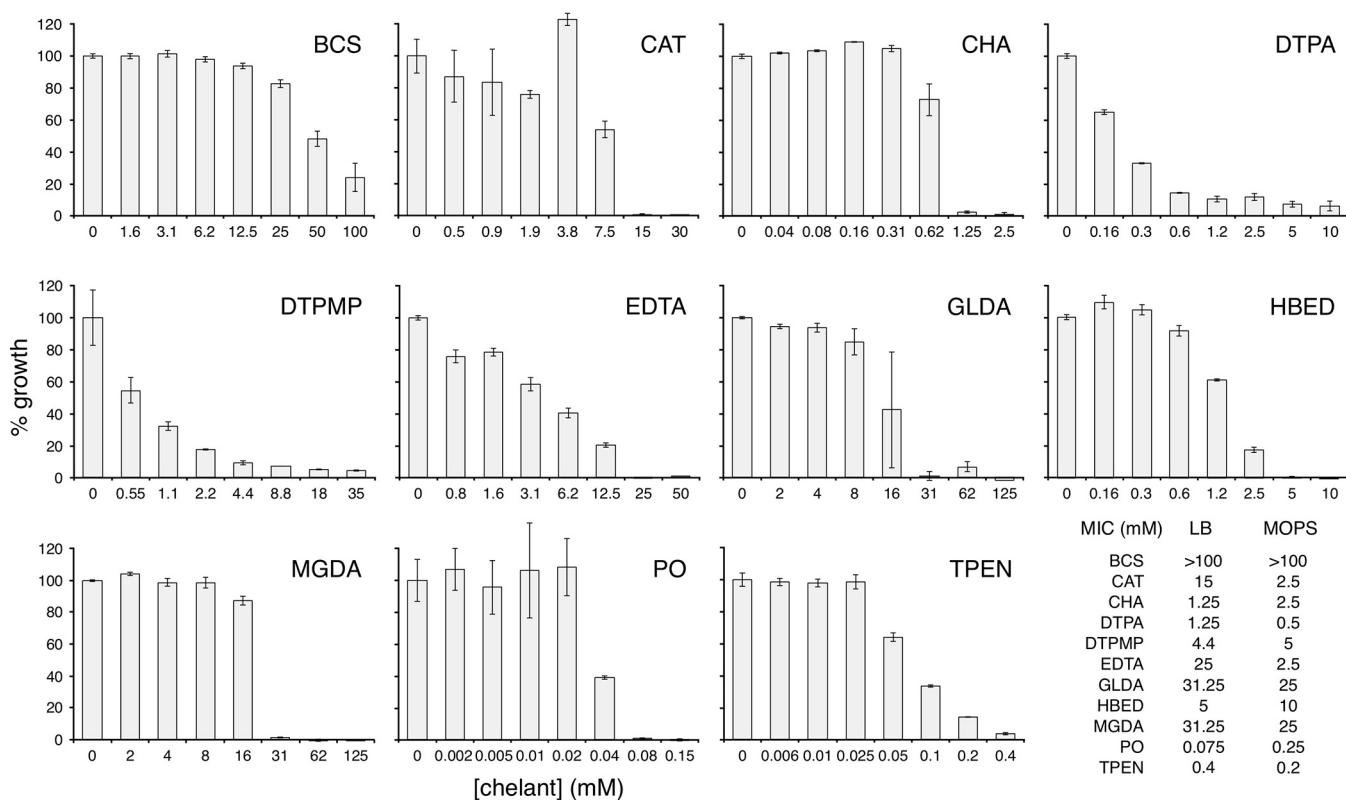 120
100
80
60
40
20
0
BCS
0 1.6 3.1 6.2 12.5 25 50 100
CAT
0 0.5 0.9 1.9 3.8 7.5 15 30
CHA
0 0.04 0.08 0.16 0.31 0.62 1.25 2.5
DTPA
0 0.16 0.3 0.6 1.2 2.5 5 10
% growth
120
100
80
60
40
20
0
DTPMP
0 0.55 1.1 2.2 4.4 8.8 18 35
EDTA
0 0.8 1.6 3.1 6.2 12.5 25 50
GLDA
0 2 4 8 16 31 62 125
HBED
0 0.16 0.3 0.6 1.2 2.5 5 10
120
100
80
60
40
20
0
MGDA
0 2 4 8 16 31 62 125
PO
0 0.002 0.005 0.01 0.02 0.04 0.08 0.15
TPEN
0 0.006 0.01 0.025 0.05 0.1 0.2 0.4
[chelant] (mM)
MIC (mM) LB MOPS
BCS >100 >100
CAT 15 2.5
CHA 1.25 2.5
DTPA 1.25 0.5
DTPMP 4.4 5
EDTA 25 2.5
GLDA 31.25 25
HBED 5 10
MGDA 31.25 25
PO 0.075 0.25
TPEN 0.4 0.2